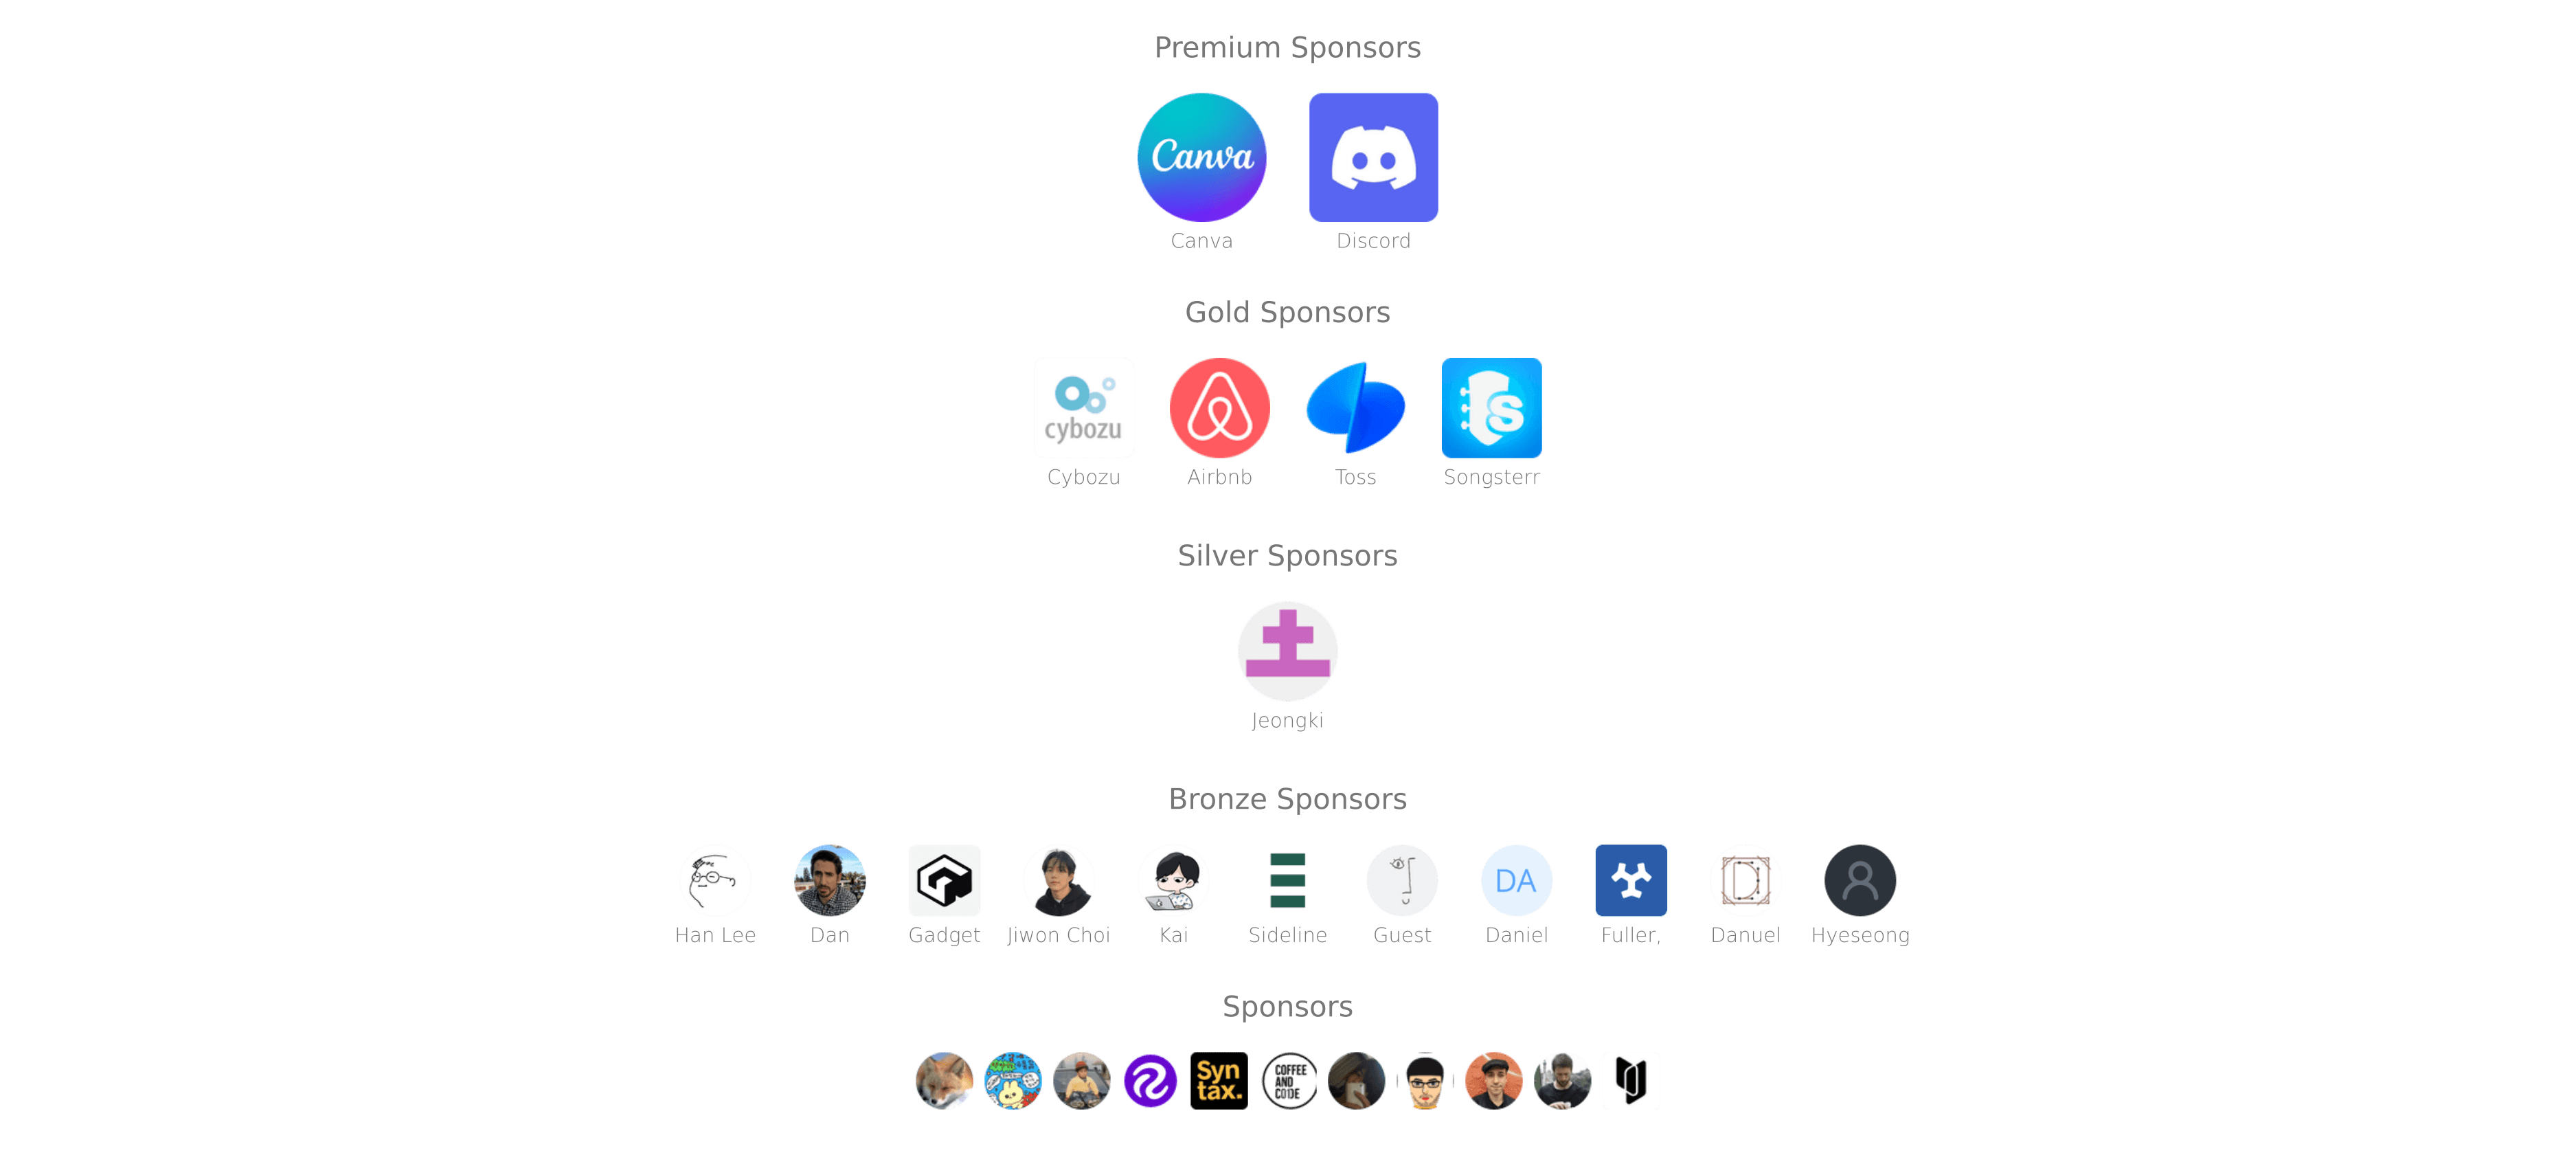 Premium Sponsors
Canva
Canva Discord
Gold Sponsors
cybozu
Cybozu Airbnb Toss Songsterr
Silver Sponsors
Jeongki
Bronze Sponsors
DA
Han Lee Dan Gadget Jiwon Choi Kai Sideline Guest Daniel Fuller, Danuel Hyeseong
Sponsors
Syn
tax.
COFFEE
AND
CODE